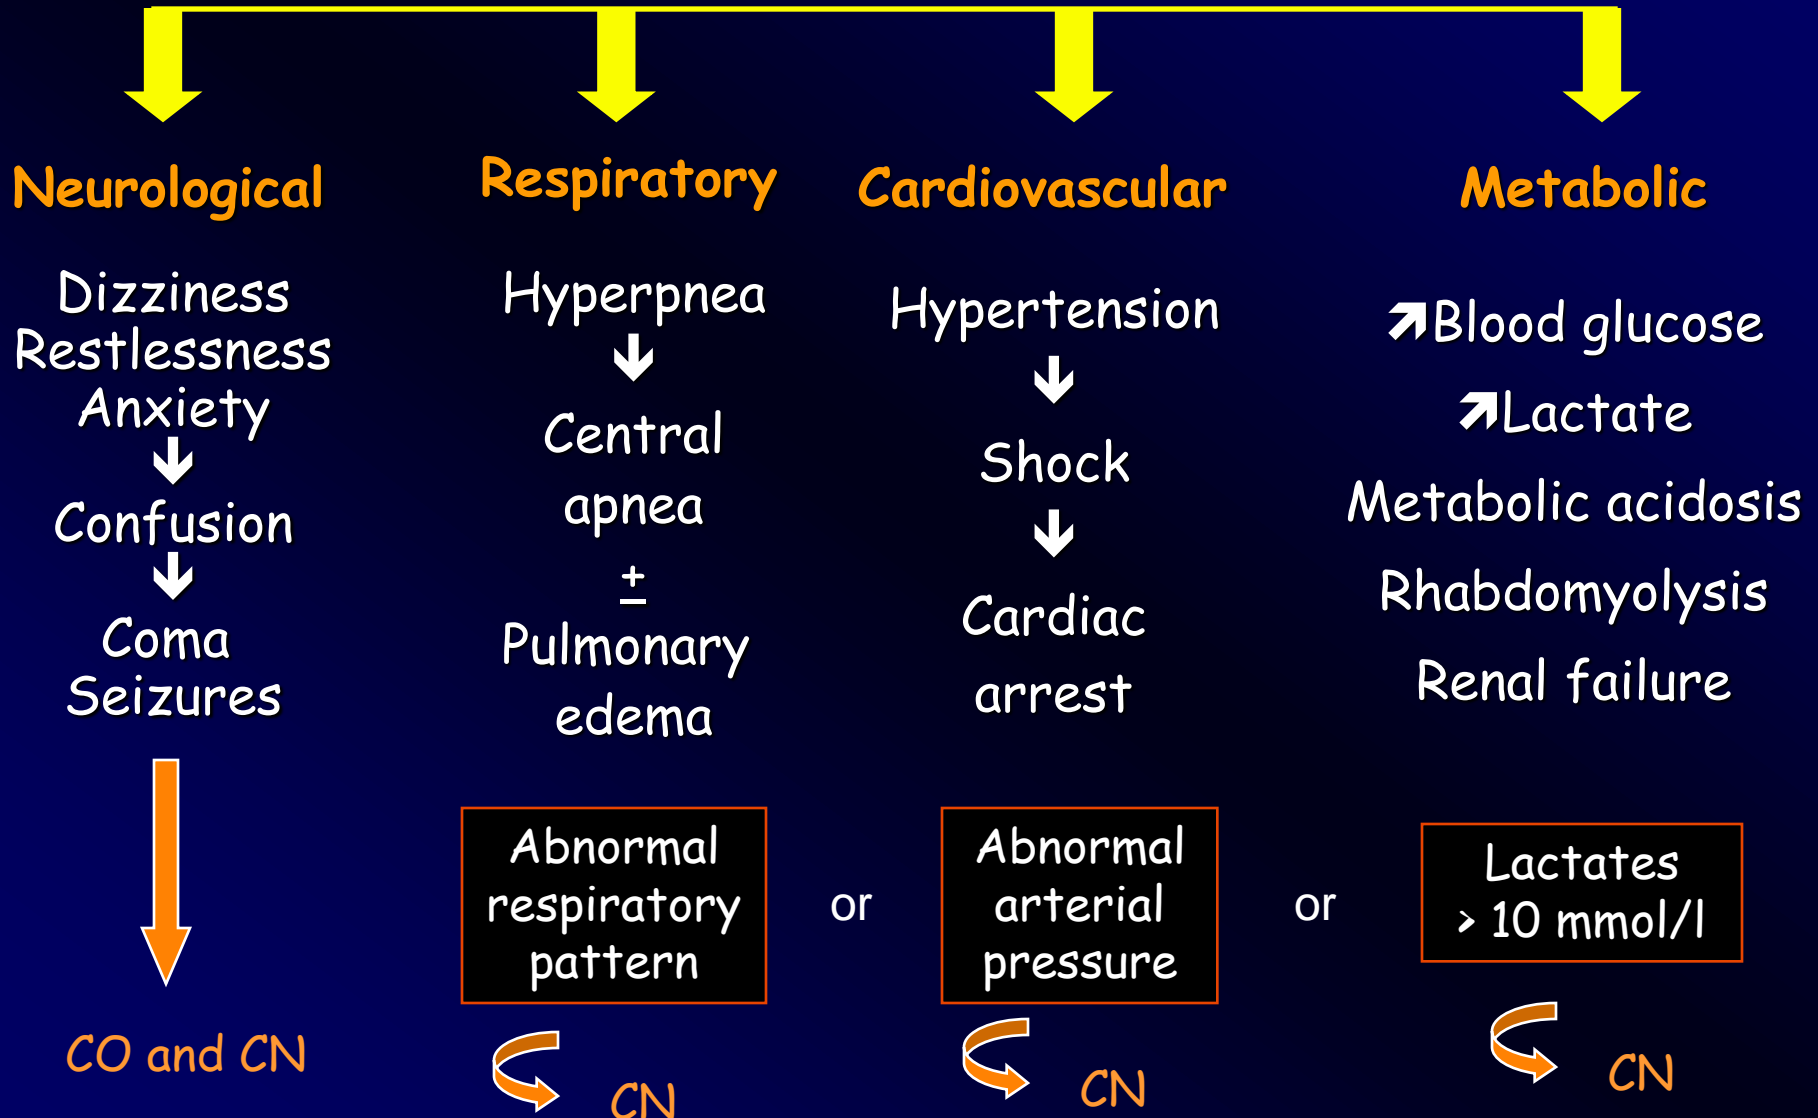 Neurological
Dizziness
Restlessness
Anxiety
Confusion
Coma
Seizures
CO and CN
Respiratory
Hyperpnea
Central
apnea
±
Pulmonary
edema
Abnormal
respiratory
pattern
CN
or
Cardiovascular
Hypertension
Shock
Cardiac
arrest
Abnormal
arterial
pressure
CN
or
Metabolic
↗Blood glucose
↗Lactate
Metabolic acidosis
Rhabdomyolysis
Renal failure
Lactates
> 10 mmol/l
CN